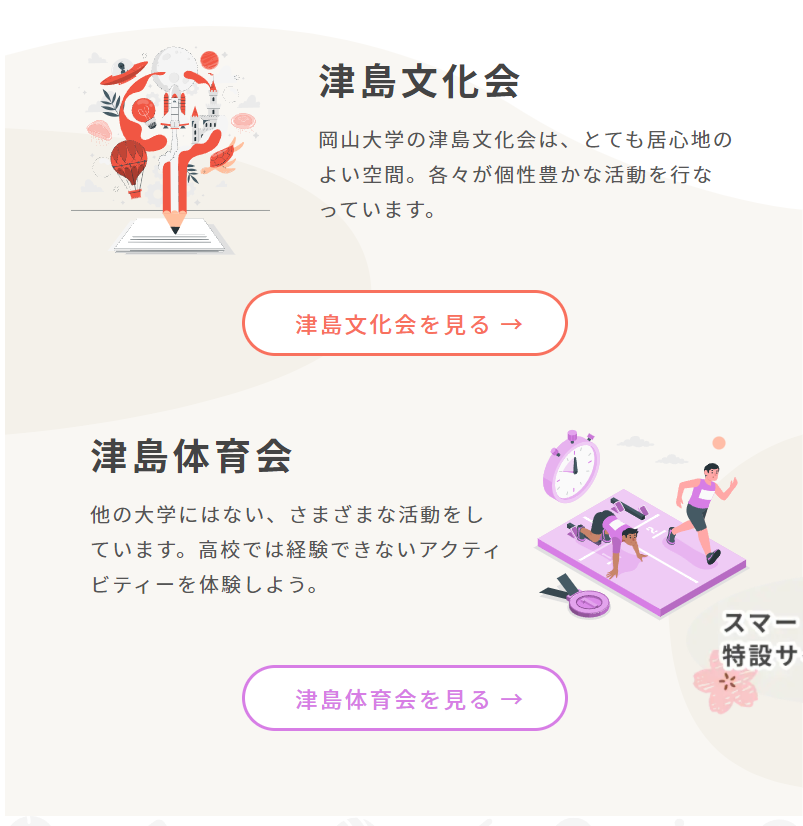 津島文化会
岡山大学の津島文化会は、とても居心地の
よい空間。各々が個性豊かな活動を行な
っています。
津島文化会を見る →
津島体育会
他の大学にはない、さまざまな活動をし
ています。高校では経験できないアクティ
ビティーを体験しよう。
スマー
特設サ
津島体育会を見る →